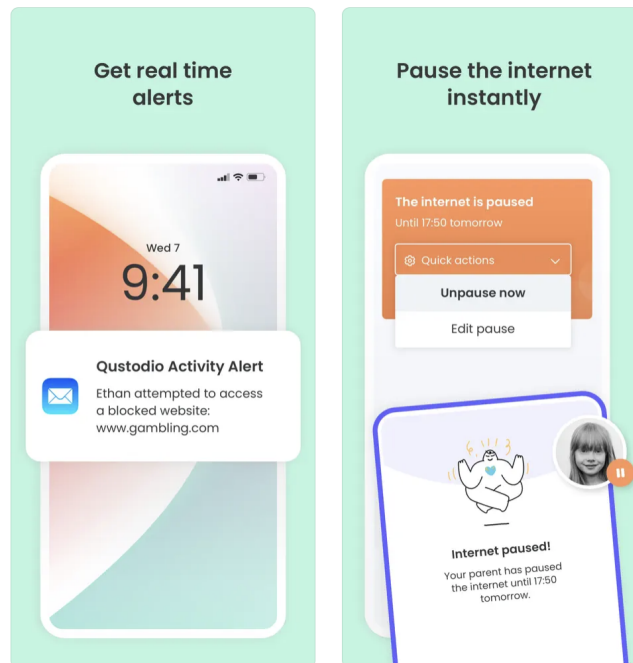 Get real time
alerts
Wed 7
9:41
Qustodio Activity Alert
Ethan attempted to access
a blocked website:
www.gambling.com
Pause the internet
instantly
The internet is paused
Until 17:50 tomorrow
Quick actions
Unpause now
Edit pause
Internet paused!
Your parent has paused
the internet until 17:50
tomorrow.